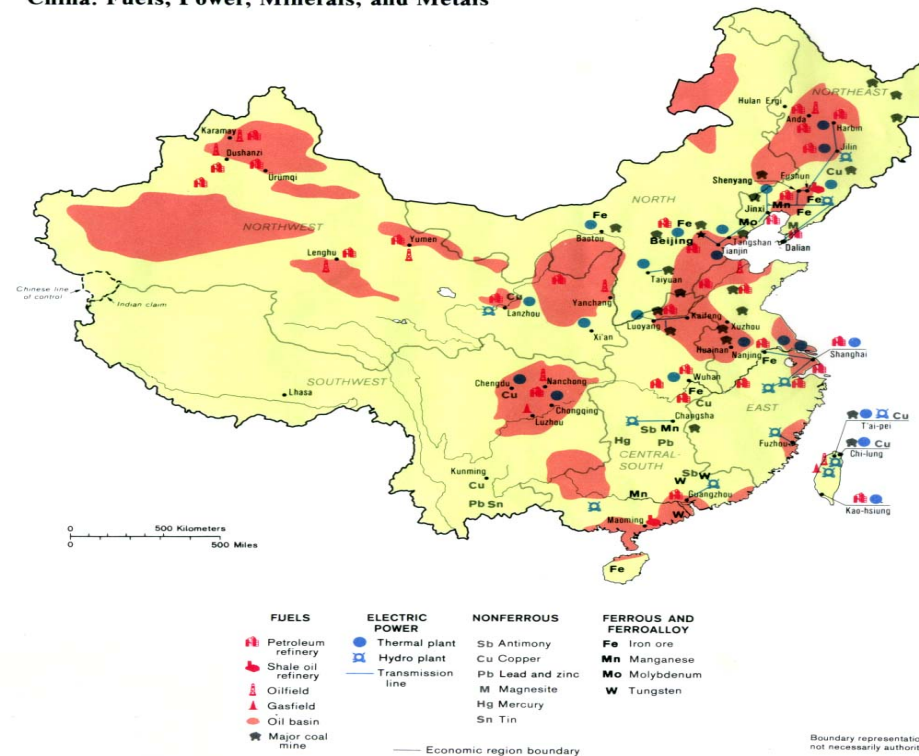 China: Fuels, Power, Minerals, and Metals
NORTHEAST
Hulan Ergi
Anda
Harbin
Jilin
Karamay
Dushanzi
Urumqi
Cu
Fushun
Shenyang
Fe
NORTH
Jinxi
Mn
Fe
Mo
M
Dalian
Fe
Baotou
Fe
Beijing
Tangshan
Tianjin
NORTHWEST
Yumen
Lenghu
Taiyuan
Chinese line
of control
Indian claim
Cu
Lanzhou
Yanchang
Xi'an
Luoyang
Kaifeng
Xuzhou
Huainan
Nanjing
Fe
Shanghai
SOUTHWEST
Lhasa
Chengdu
Cu
Nanchong
Chongqing
Luzhou
Wuhan
Fe
Cu
Changsha
Sb
Mn
Hg
Pb
EAST
CENTRAL-
SOUTH
Fuzhou
Cu
T'ai-pei
Cu
Chi-lung
Kao-hsiung
Kunming
Cu
Pb Sn
Sb
W
W
Mn
Guangzhou
Maoming
W
Fe
0 500 Kilometers
0 500 Miles
FUELS
Petroleum
refinery
Shale oil
refinery
Oilfield
Gasfield
Oil basin
Major coal
mine
ELECTRIC
POWER
Thermal plant
Hydro plant
Transmission
line
NONFERROUS
Sb Antimony
Cu Copper
Pb Lead and zinc
M Magnesite
Hg Mercury
Sn Tin
FERROUS AND
FERROALLOY
Fe Iron ore
Mn Manganese
Mo Molybdenum
W Tungsten
Economic region boundary
Boundary representatio
not necessarily authorit